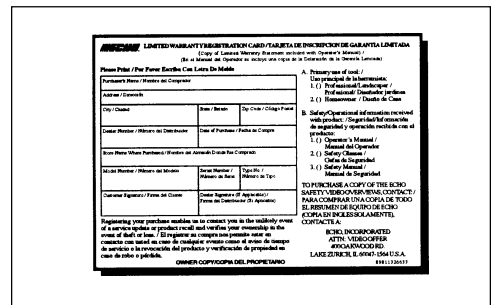 ECHO LIMITED WARRANTY REGISTRATION CARD / TARJETA DE INSCRIPCION DE GARANTIA LIMITADA
(Copy of Limited Warranty Statement included with Operator's Manual) /
(En el Manual del Operador se incluye una copia de la Declaración de la Garantía Limitada)
Please Print / Por Favor Escriba Con Letra De Molde
Purchaser's Name / Nombre del Comprador
Address / Dirección
City / Ciudad
State / Estado
Zip Code / Código Postal
Dealer Number / Número del Distribuidor
Date of Purchase / Fecha de Compra
Store Name Where Purchased / Nombre del Almacén Donde Fue Comprado
Model Number / Número del Modelo
Serial Number /
Número de Serie
Type No. /
Número de Tipo
Customer Signature / Firma del Cliente
Dealer Signature (If Applicable) /
Firma del Distribuidor (Si Aplicable)
Registering your purchase enables us to contact you in the unlikely event
of a service update or product recall and verifies your ownership in the
event of theft or loss. / El registrar su compra nos permite estar en
contacto con usted en caso de cualquier evento como el aviso de tiempo
de servicio o la revocación del producto y verificación de propiedad en
caso de robo o pérdida.
A. Primary use of tool: /
Uso principal de la herramienta:
1. ( ) Professional/Landscaper /
Profesional/Diseñador jardines
2. ( ) Homeowner / Dueño de Casa
B. Safety/Operational information received
with product: / Seguridad/Información
de seguridad y operación recibida con el
producto:
1. ( ) Operator's Manual /
Manual del Operador
2. ( ) Safety Glasses /
Gafas de Seguridad
3. ( ) Safety Manual /
Manual de Seguridad
TO PURCHASE A COPY OF THE ECHO
SAFETY VIDEO OVERVIEWS, CONTACT: /
PARA COMPRAR UNA COPIA DE TODO
EL RESUMEN DE EQUIPO DE ECHO
(COPIA EN INGLES SOLAMENTE),
CONTACTE A:
ECHO, INCORPORATED
ATTN: VIDEO OFFER
400 OAKWOOD RD.
LAKE ZURICH, IL 60047-1564 U.S.A.
OWNER COPY/COPIA DEL PROPIETARIO
89811326633